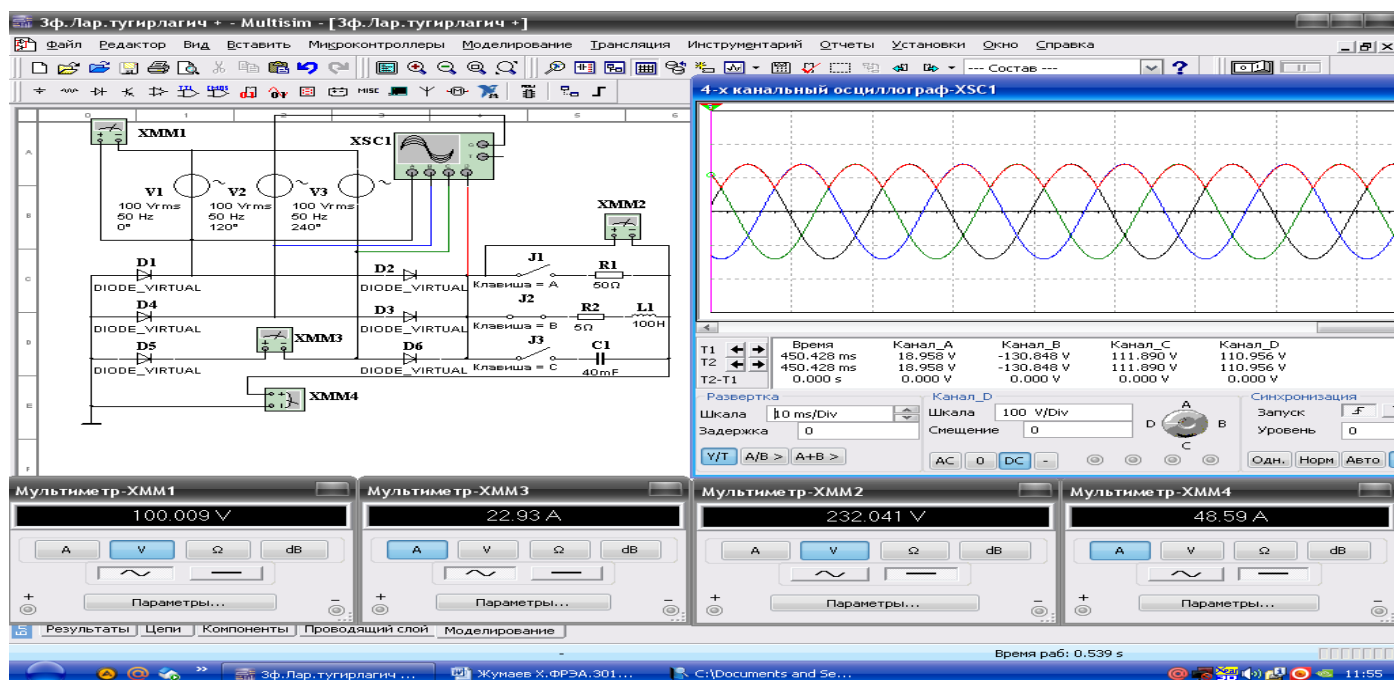 3ф.Лар.тугирлагич + - Multisim - [3ф.Лар.тугирлагич +]
Файл Редактор Вид Вставить Микроконтроллеры Моделирование Трансляция Инструментарий Отчеты Установки Окно Справка
--- Состав ---
MISC
4-х канальный осциллограф-XSC1
0 1 2 3 4 5 6
A
B
C
D
E
F
XMM1
XSC1
V1 V2 V3
100 Vrms 100 Vrms 100 Vrms
50 Hz 50 Hz 50 Hz
0° 120° 240°
XMM2
D1 D2 J1 R1
DIODE_VIRTUAL DIODE_VIRTUAL Клавиша = A 50Ω
D4 D3 J2 R2 L1
DIODE_VIRTUAL DIODE_VIRTUAL Клавиша = B 5Ω 100H
D5 XMM3 D6 J3 C1
DIODE_VIRTUAL DIODE_VIRTUAL Клавиша = C 40mF
XMM4
Время Канал_A Канал_B Канал_C Канал_D
T1 450.428 ms 18.958 V -130.848 V 111.890 V 110.956 V
T2 450.428 ms 18.958 V -130.848 V 111.890 V 110.956 V
T2-T1 0.000 s 0.000 V 0.000 V 0.000 V 0.000 V
Развертка Канал_D Синхронизация
Шкала 10 ms/Div Шкала 100 V/Div Запуск
Задержка 0 Смещение 0 Уровень 0
A
D B
C
Y/T A/B > A+B > AC 0 DC - Одн. Норм Авто
Мультиметр-XMM1 Мультиметр-XMM3 Мультиметр-XMM2 Мультиметр-XMM4
100.009 V 22.93 A 232.041 V 48.59 A
A V Ω dB A V Ω dB A V Ω dB A V Ω dB
+ Параметры... - + Параметры... - + Параметры... - + Параметры... -
Результаты Цепи Компоненты Проводящий слой Моделирование
- Время раб: 0.539 s
3ф.Лар.тугирлагич ... Жумаев Х.ФРЭА.301... C:\Documents and Se... 11:55